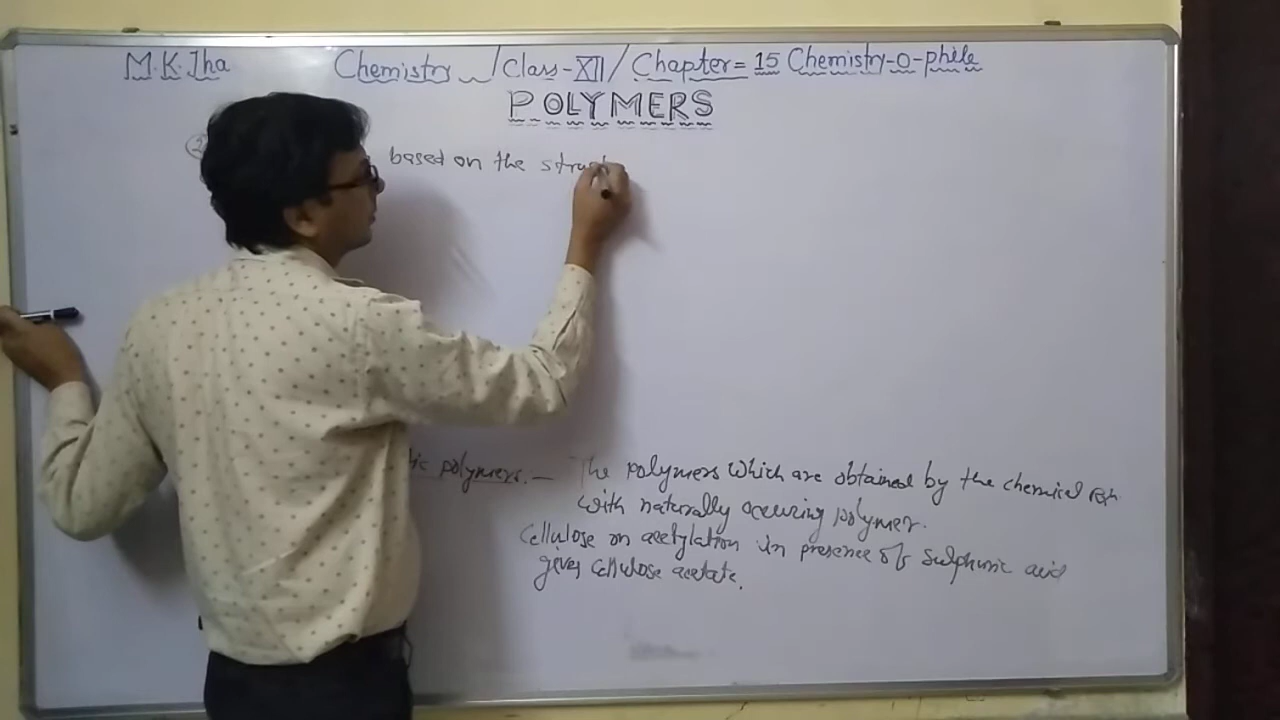 M.K.Jha Chemistry / Class-XII / Chapter = 15 Chemistry-O-phile
POLYMERS
based on the struct
tic polymers. — The polymers which are obtained by the chemical rxn.
with naturally occuring polymer.
Cellulose on acetylation in presence of sulphuric acid
gives cellulose acetate.